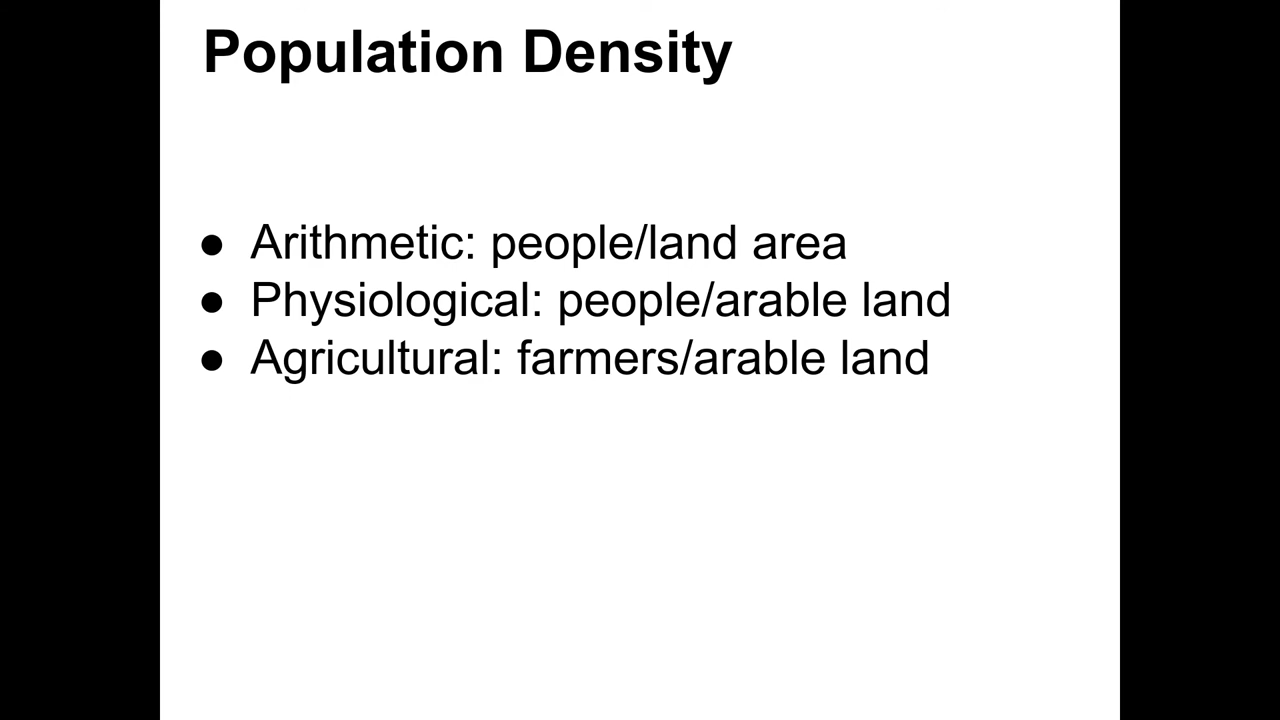 Population Density
● Arithmetic: people/land area
● Physiological: people/arable land
● Agricultural: farmers/arable land